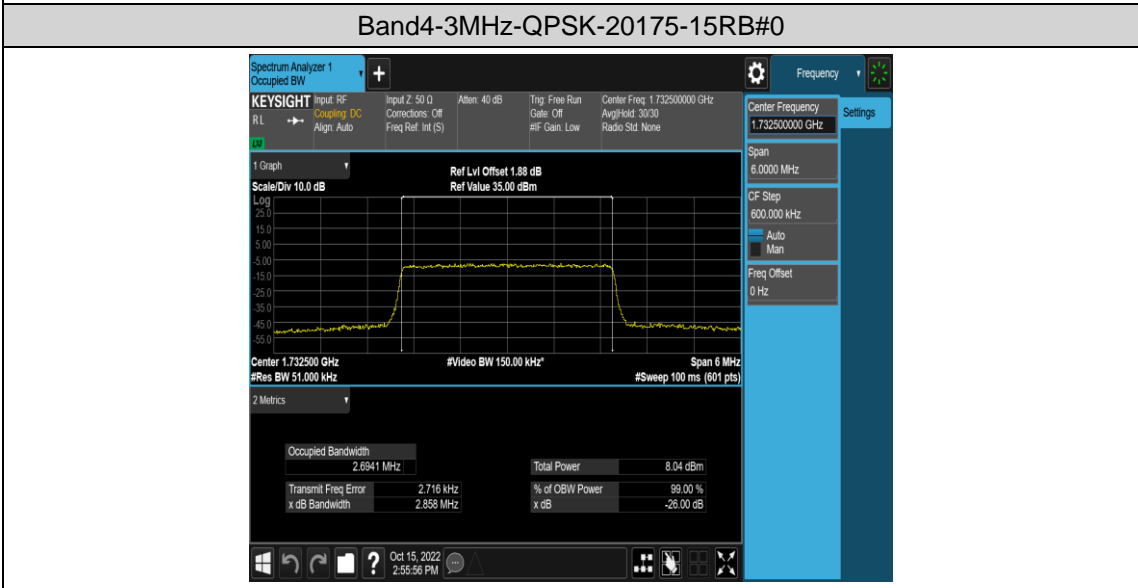 Band4-3MHz-QPSK-20175-15RB#0
Spectrum Analyzer 1
Occupied BW
+
Frequency
KEYSIGHT
RL
LXI
Input: RF
Coupling: DC
Align: Auto
Input Z: 50 Ω
Corrections: Off
Freq Ref: Int (S)
Atten: 40 dB
Trig: Free Run
Gate: Off
#IF Gain: Low
Center Freq: 1.732500000 GHz
Avg|Hold: 30/30
Radio Std: None
Center Frequency
1.732500000 GHz
Settings
Span
6.0000 MHz
CF Step
600.000 kHz
Auto
Man
Freq Offset
0 Hz
1 Graph
Scale/Div 10.0 dB
Ref Lvl Offset 1.88 dB
Ref Value 35.00 dBm
Log
25.0
15.0
5.00
-5.00
-15.0
-25.0
-35.0
-45.0
-55.0
Center 1.732500 GHz
#Video BW 150.00 kHz*
Span 6 MHz
#Res BW 51.000 kHz
#Sweep 100 ms (601 pts)
2 Metrics
Occupied Bandwidth
2.6941 MHz
Total Power 8.04 dBm
Transmit Freq Error 2.716 kHz
% of OBW Power 99.00 %
x dB Bandwidth 2.858 MHz
x dB -26.00 dB
?
Oct 15, 2022
2:55:56 PM